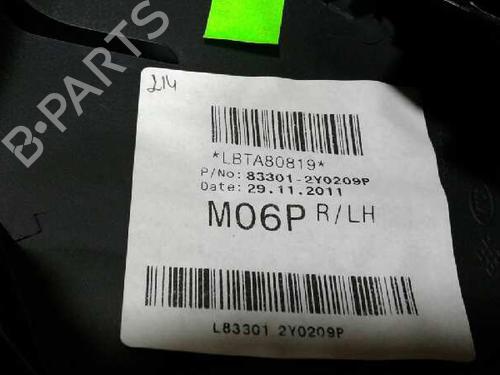 B-PARTS
214
*LBTA80819*
P/No: 83301-2Y0209P
Date: 29.11.2011
M06P R/LH
L83301 2Y0209P